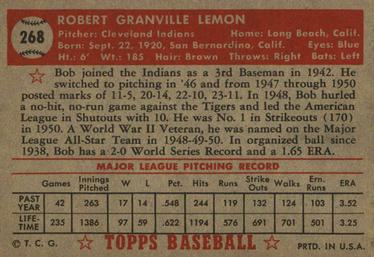 268
ROBERT GRANVILLE LEMON
Pitcher: Cleveland Indians Home: Long Beach, Calif.
Born: Sept. 22, 1920, San Bernardino, Calif. Eyes: Blue
Hgt.: 6' Wt.: 185 Hair: Brown Throws: Right Bats: Left
Bob joined the Indians as a 3rd Baseman in 1942. He
switched to pitching in '46 and from 1947 through 1950
posted marks of 11-5, 20-14, 22-10, 23-11. In 1948, Bob hurled
a no-hit, no-run game against the Tigers and led the American
League in Shutouts with 10. He was No. 1 in Strikeouts (170)
in 1950. A World War II Veteran, he was named on the Major
League All-Star Team in 1948-49-50. In organized ball since
1938, Bob has a 2-0 World Series Record and a 1.65 ERA.
MAJOR LEAGUE PITCHING RECORD
Games Innings Pitched W L Pct. Hits Runs Strike Outs Walks Ern. Runs ERA
PAST YEAR 42 263 17 14 .548 244 119 132 124 103 3.52
LIFE-TIME 235 1386 97 59 .622 1194 576 691 701 501 3.25
© T. C. G. TOPPS BASEBALL PRTD. IN U.S.A.